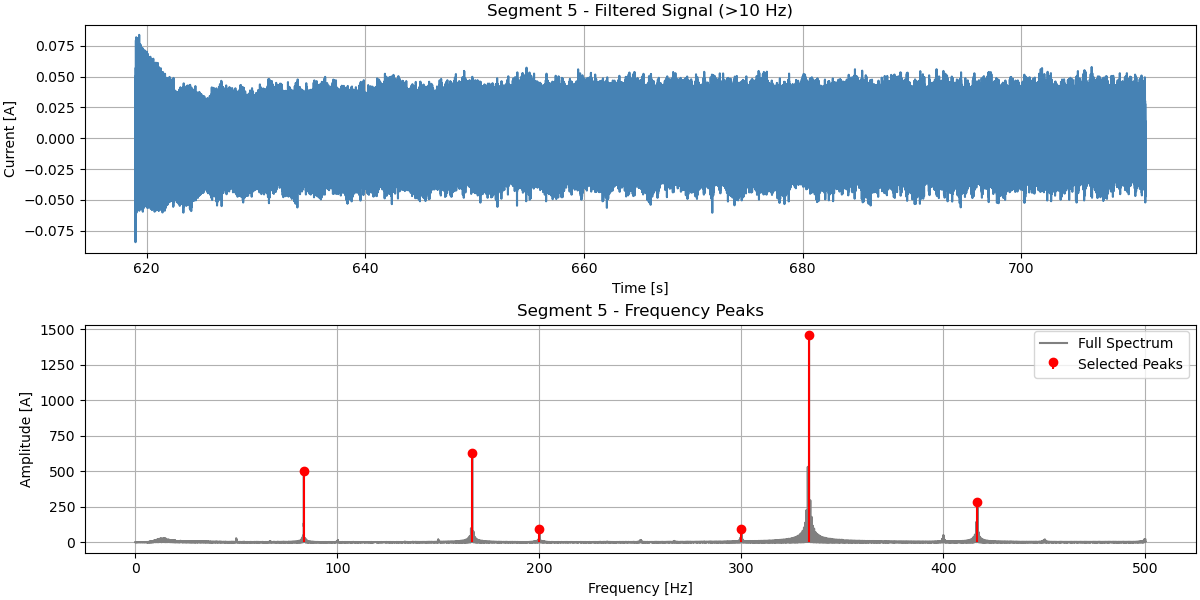 Segment 5 - Filtered Signal (>10 Hz)
Current [A]
0.075
0.050
0.025
0.000
−0.025
−0.050
−0.075
620 640 660 680 700
Time [s]
Segment 5 - Frequency Peaks
Amplitude [A]
1500
1250
1000
750
500
250
0
Full Spectrum
Selected Peaks
0 100 200 300 400 500
Frequency [Hz]